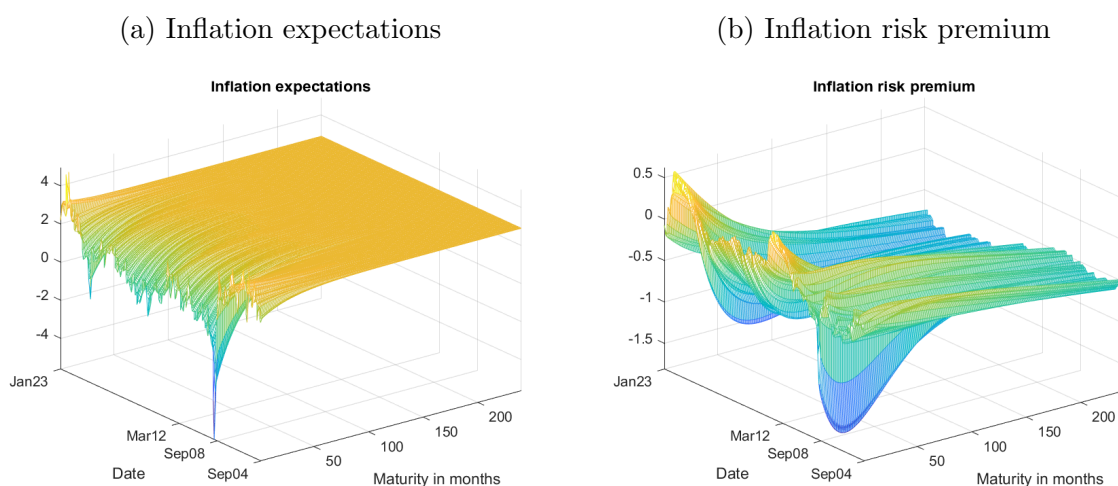 (a) Inflation expectations
(b) Inflation risk premium
Inflation expectations
4
2
0
-2
-4
Jan23
Mar12
Sep08
Sep04
Date
50
100
150
200
Maturity in months
Inflation risk premium
0.5
0
-0.5
-1
-1.5
Jan23
Mar12
Sep08
Sep04
Date
50
100
150
200
Maturity in months